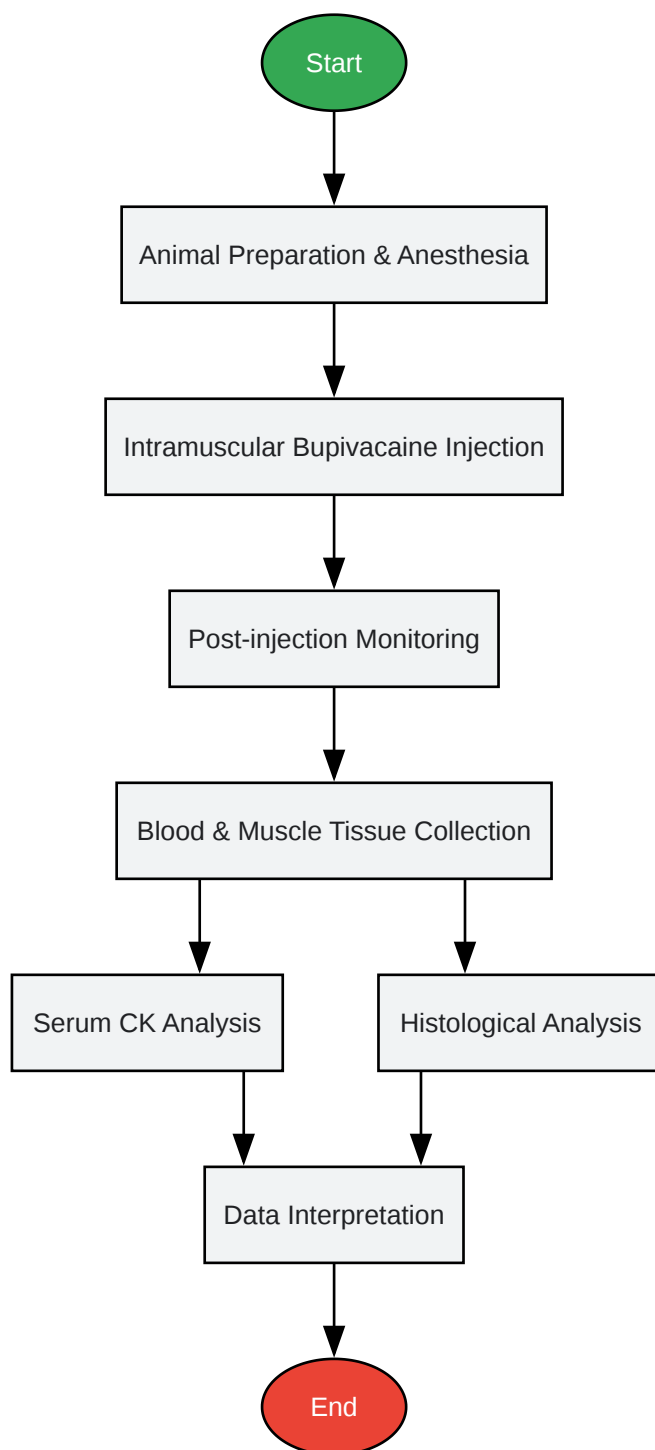 Start
Animal Preparation & Anesthesia
Intramuscular Bupivacaine Injection
Post-injection Monitoring
Blood & Muscle Tissue Collection
Serum CK Analysis
Histological Analysis
Data Interpretation
End